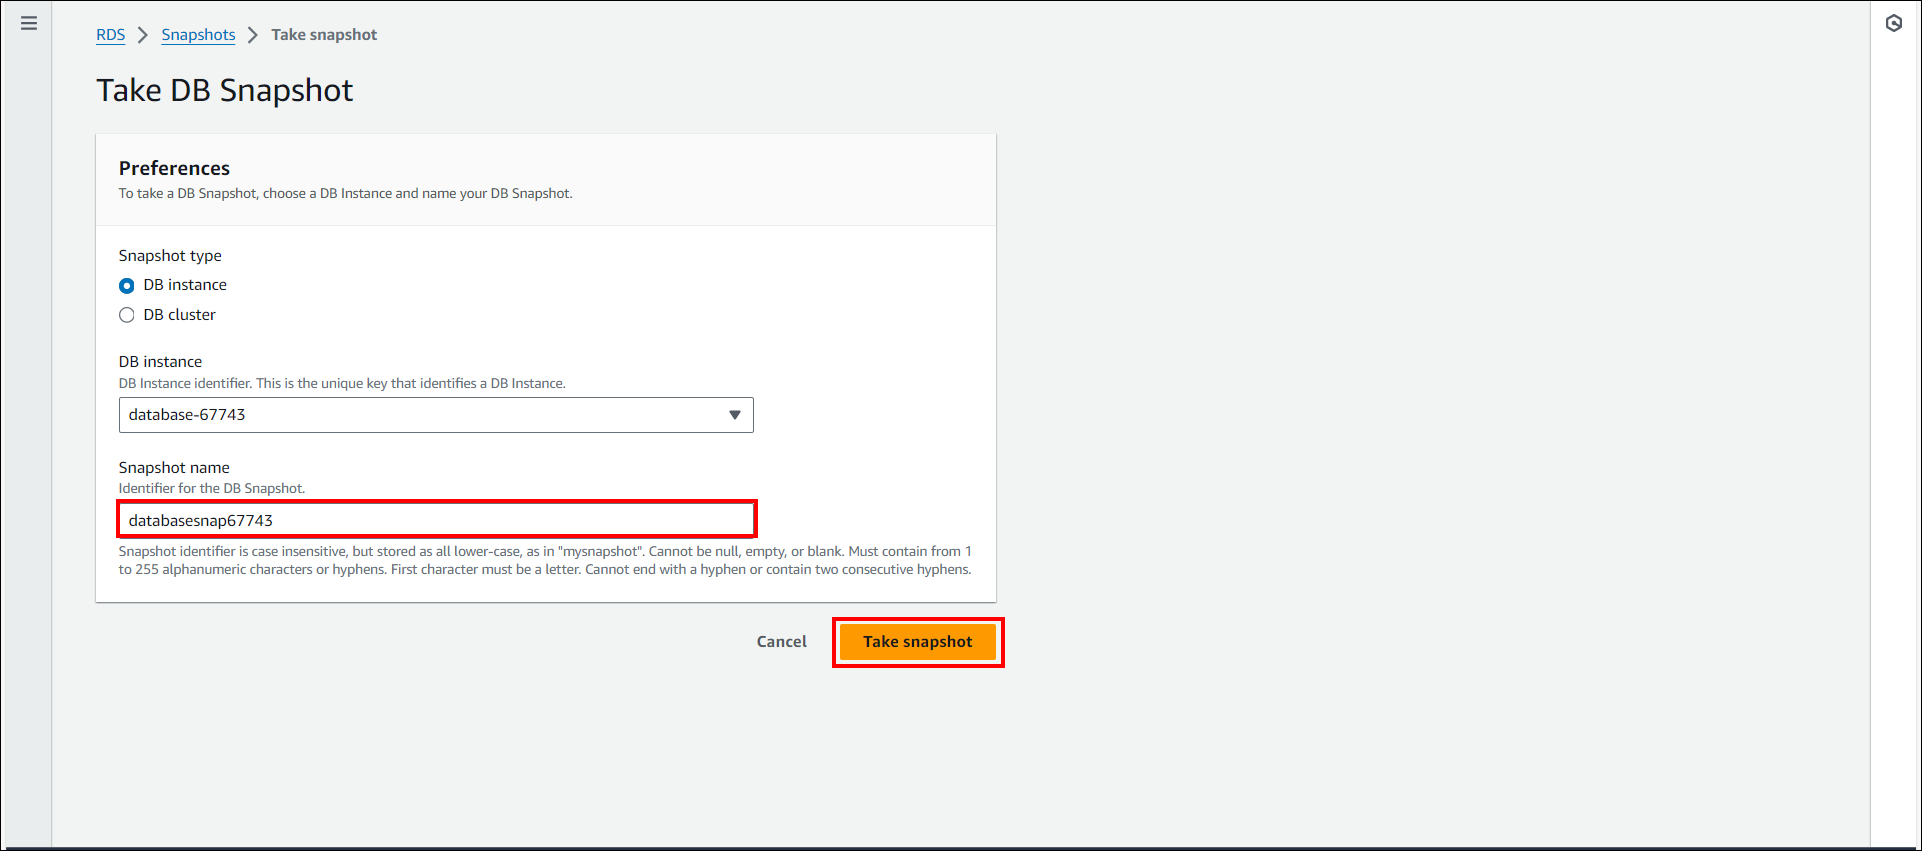 RDS > Snapshots > Take snapshot
Take DB Snapshot
Preferences
To take a DB Snapshot, choose a DB Instance and name your DB Snapshot.
Snapshot type
DB instance
DB cluster
DB instance
DB Instance identifier. This is the unique key that identifies a DB Instance.
database-67743
Snapshot name
Identifier for the DB Snapshot.
databasesnap67743
Snapshot identifier is case insensitive, but stored as all lower-case, as in "mysnapshot". Cannot be null, empty, or blank. Must contain from 1
to 255 alphanumeric characters or hyphens. First character must be a letter. Cannot end with a hyphen or contain two consecutive hyphens.
Cancel Take snapshot